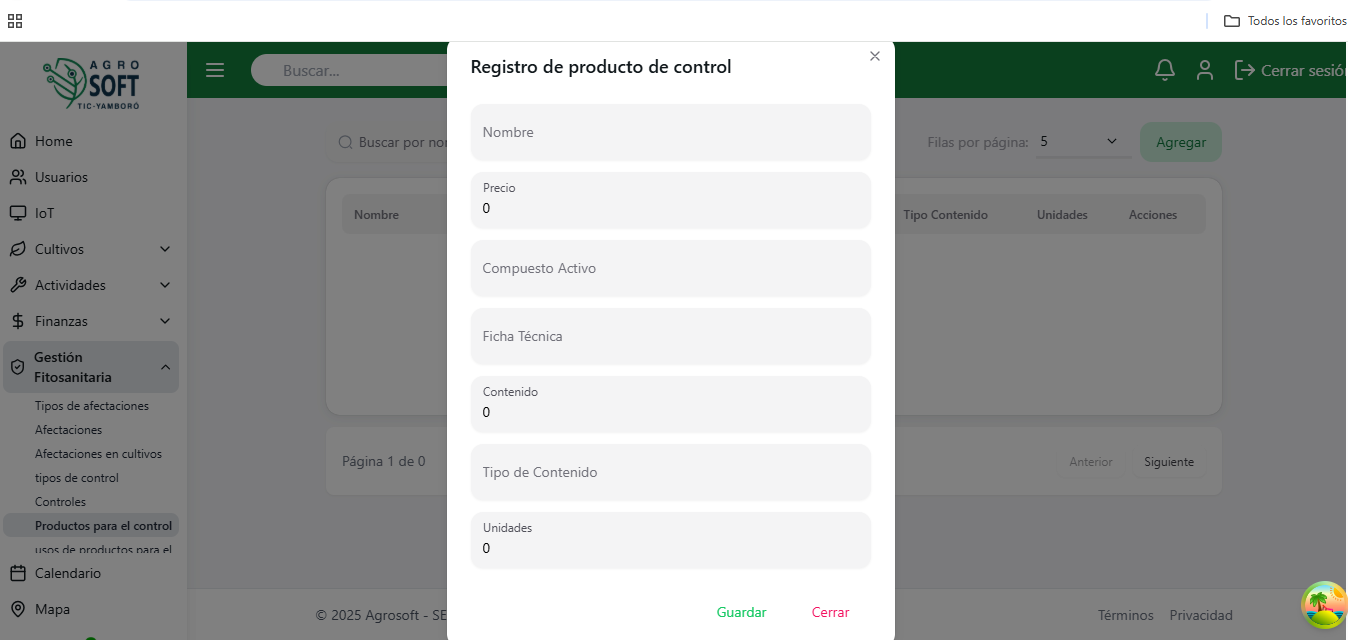 Todos los favoritos
AGRO
SOFT
TIC-YAMBORÓ
Buscar...
Cerrar sesió
Home
Usuarios
IoT
Cultivos
Actividades
Finanzas
Gestión
Fitosanitaria
Tipos de afectaciones
Afectaciones
Afectaciones en cultivos
tipos de control
Controles
Productos para el control
usos de productos para el
Calendario
Mapa
Buscar por no
Filas por página: 5
Agregar
Nombre
Tipo Contenido
Unidades
Acciones
Página 1 de 0
Anterior
Siguiente
© 2025 Agrosoft - SE
Términos
Privacidad
Registro de producto de control
Nombre
Precio
0
Compuesto Activo
Ficha Técnica
Contenido
0
Tipo de Contenido
Unidades
0
Guardar
Cerrar